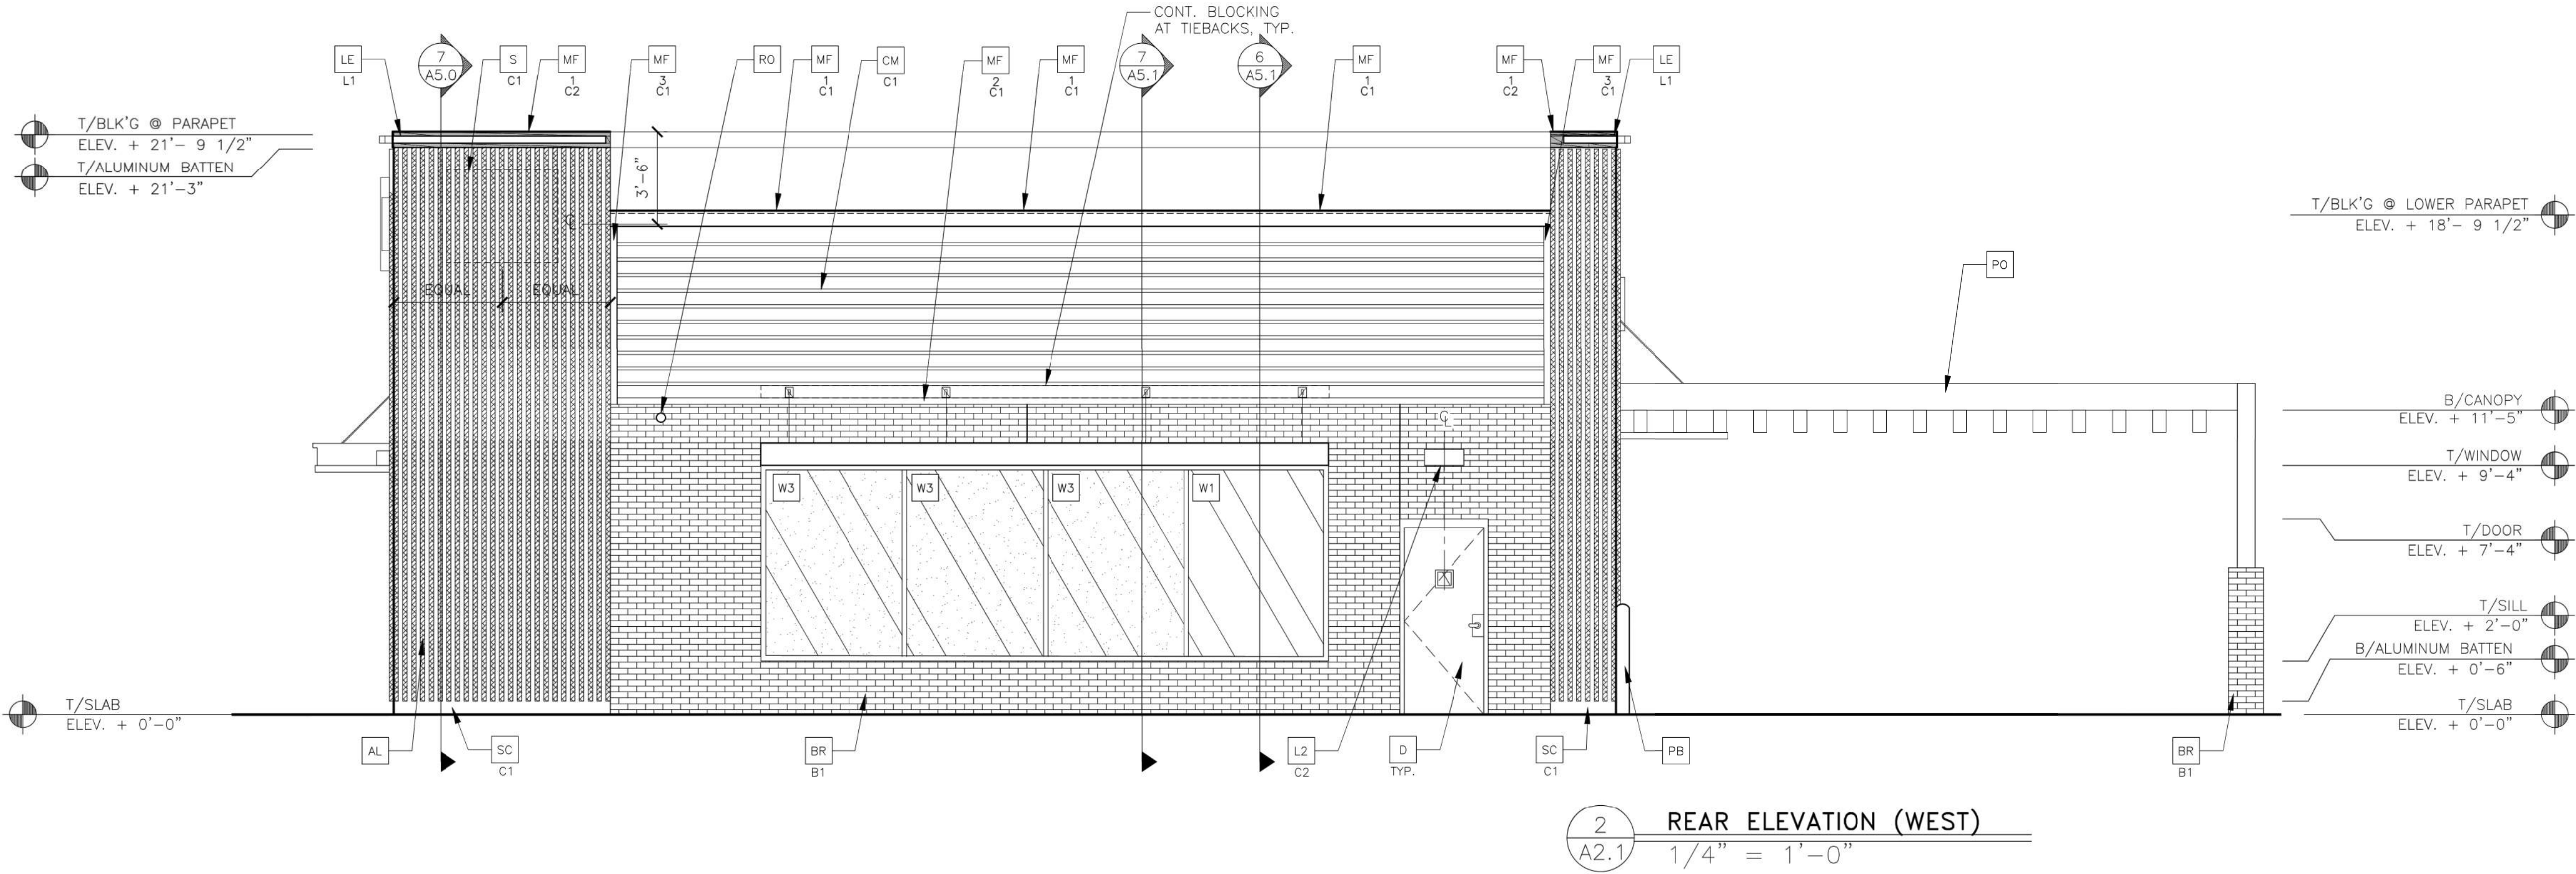 CONT. BLOCKING
AT TIEBACKS, TYP.
LE
L1
7
A5.0
S
C1
MF
1
C2
MF
3
C1
RO
MF
1
C1
CM
C1
MF
2
C1
MF
1
C1
7
A5.1
6
A5.1
MF
1
C1
MF
1
C2
MF
3
C1
LE
L1
T/BLK'G @ PARAPET
ELEV. + 21'- 9 1/2"
T/ALUMINUM BATTEN
ELEV. + 21'-3"
3'-6"
CL
EQUAL
EQUAL
T/BLK'G @ LOWER PARAPET
ELEV. + 18'- 9 1/2"
PO
B/CANOPY
ELEV. + 11'-5"
CL
T/WINDOW
ELEV. + 9'-4"
W3
W3
W3
W1
T/DOOR
ELEV. + 7'-4"
T/SILL
ELEV. + 2'-0"
B/ALUMINUM BATTEN
ELEV. + 0'-6"
T/SLAB
ELEV. + 0'-0"
T/SLAB
ELEV. + 0'-0"
AL
SC
C1
BR
B1
L2
C2
D
TYP.
SC
C1
PB
BR
B1
2
A2.1
REAR ELEVATION (WEST)
1/4" = 1'-0"